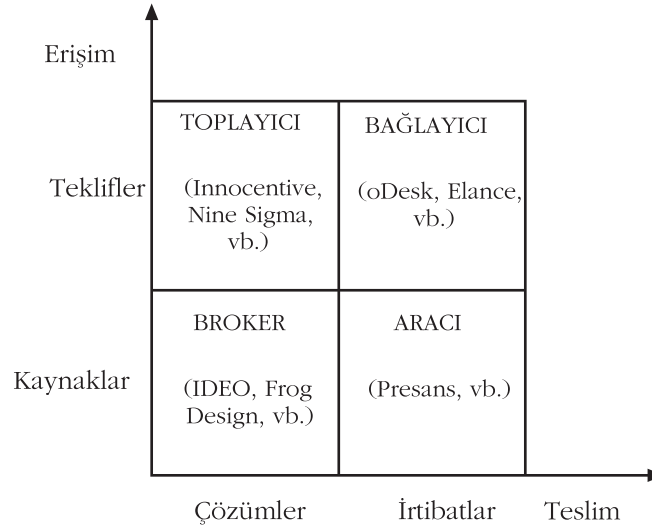 Erişim
TOPLAYICI
BAĞLAYICI
Teklifler
(Innocentive,
Nine Sigma,
vb.)
(oDesk, Elance,
vb.)
BROKER
ARACI
Kaynaklar
(IDEO, Frog
Design, vb.)
(Presans, vb.)
Çözümler
İrtibatlar
Teslim